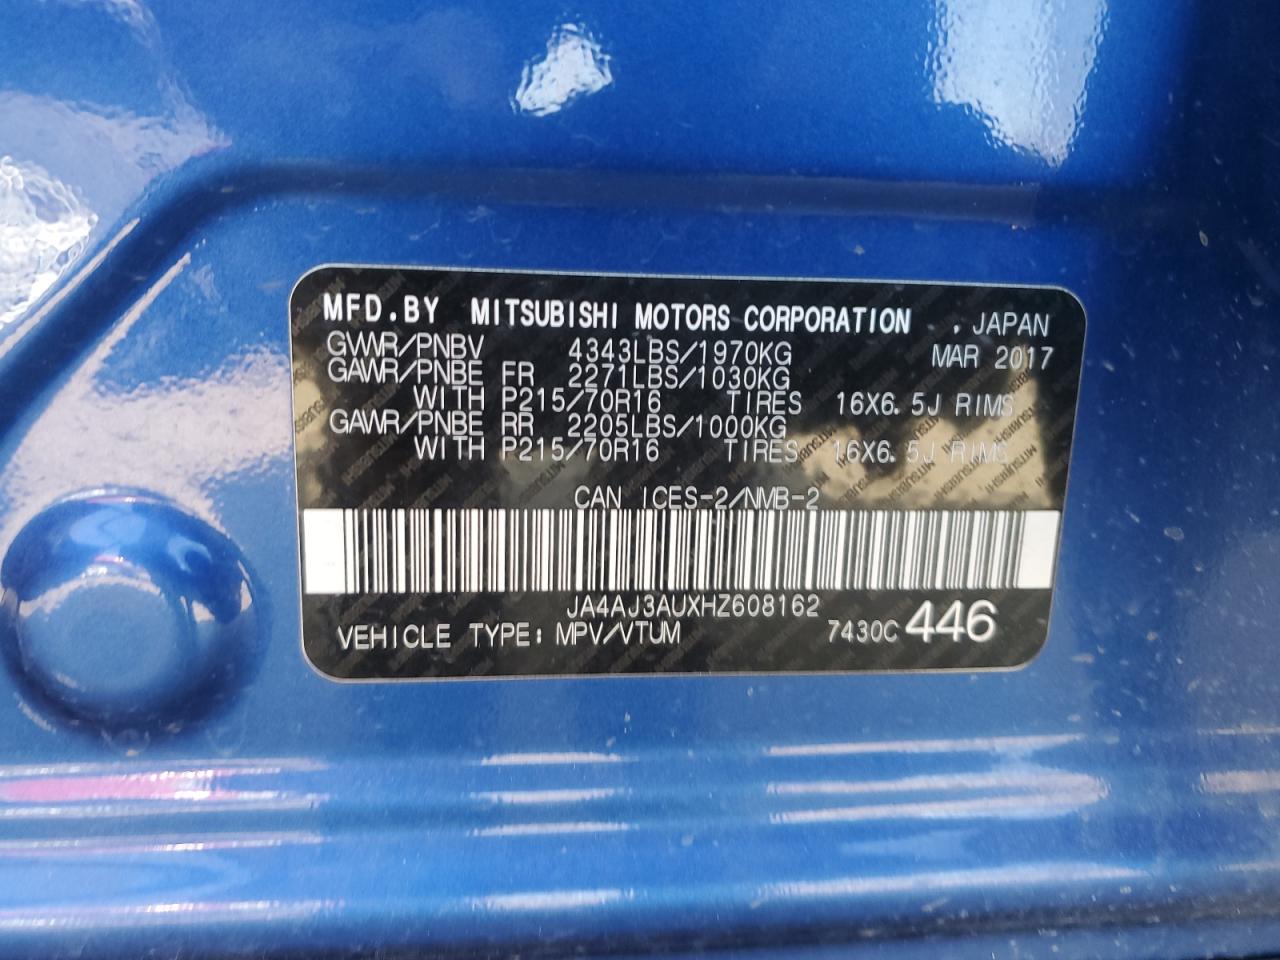 MFD.BY MITSUBISHI MOTORS CORPORATION , JAPAN
GVWR/PNBV 4343LBS/1970KG MAR 2017
GAWR/PNBE FR 2271LBS/1030KG
WITH P215/70R16 TIRES 16X6.5J RIMS
GAWR/PNBE RR 2205LBS/1000KG
WITH P215/70R16 TIRES 16X6.5J RIMS
CAN ICES-2/NMB-2
JA4AJ3AUXHZ608162
VEHICLE TYPE: MPV/VTUM 7430C 446